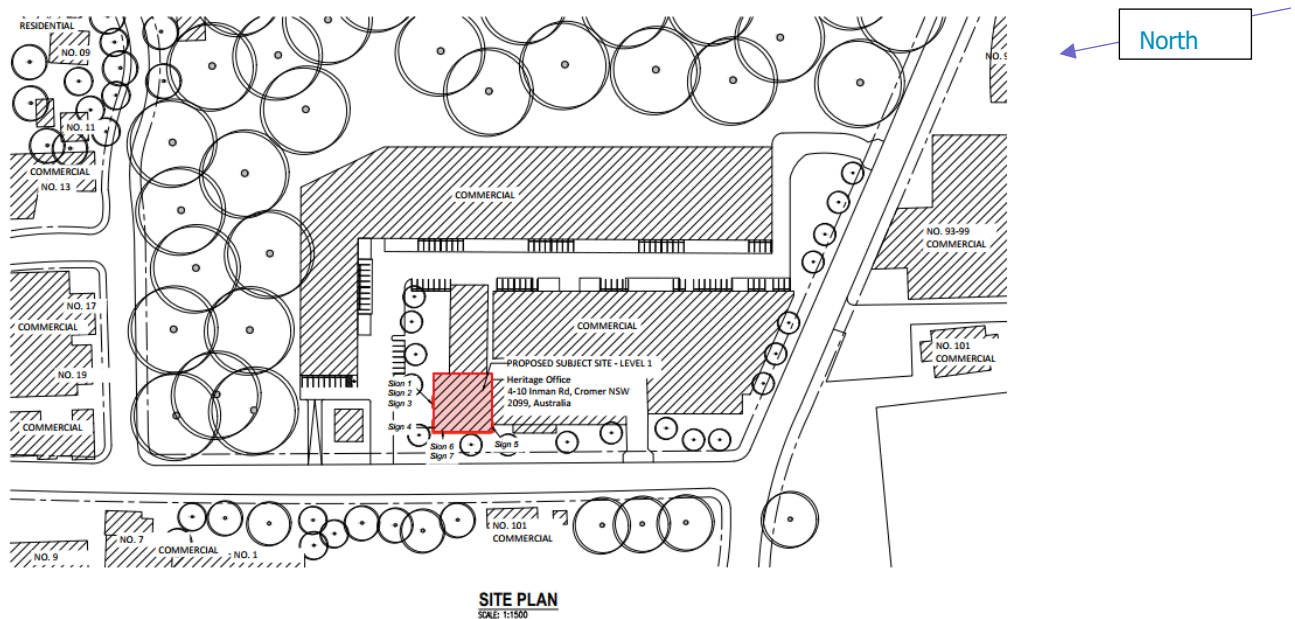 RESIDENTIAL
NO. 09
North
NO. 9
NO. 11
COMMERCIAL
NO. 13
COMMERCIAL
NO. 93-99
COMMERCIAL
NO. 17
COMMERCIAL
NO. 19
COMMERCIAL
NO. 101
COMMERCIAL
PROPOSED SUBJECT SITE - LEVEL 1
Heritage Office
4-10 Inman Rd, Cromer NSW
2099, Australia
Sign 1
Sign 2
Sign 3
Sign 4
COMMERCIAL
Sign 5
Sign 6
Sign 7
NO. 101
COMMERCIAL
NO. 7
COMMERCIAL
NO. 1
NO. 9
SITE PLAN
SCALE: 1:1500